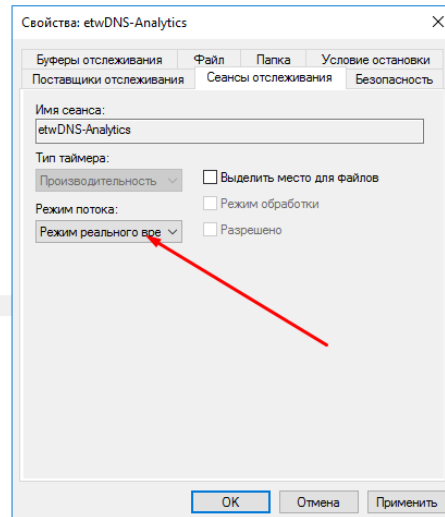 Свойства: etwDNS-Analytics
Буферы отслеживания Файл Папка Условие остановки
Поставщики отслеживания Сеансы отслеживания Безопасность
Имя сеанса:
etwDNS-Analytics
Тип таймера:
Производительность
Выделить место для файлов
Режим обработки
Режим потока:
Режим реального вре
Разрешено
OK Отмена Применить